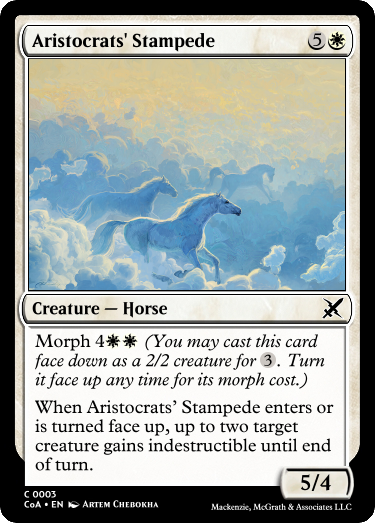 Aristocrats' Stampede 5
Creature — Horse
Morph 4 (You may cast this card
face down as a 2/2 creature for 3. Turn
it face up any time for its morph cost.)
When Aristocrats' Stampede enters or
is turned face up, up to two target
creature gains indestructible until end
of turn.
5/4
C 0003
CoA • EN Artem Chebokha
Mackenzie, McGrath & Associates LLC